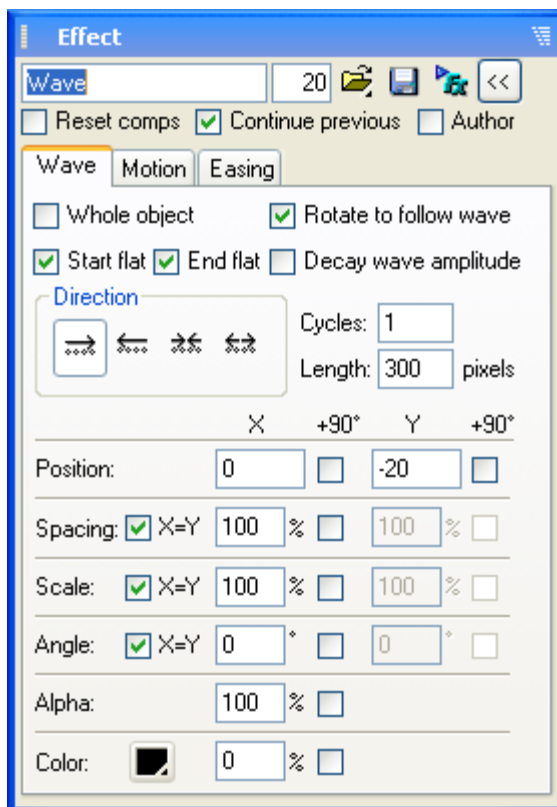 Effect
Wave 20 Fx <<
Reset comps Continue previous Author
Wave Motion Easing
Whole object Rotate to follow wave
Start flat End flat Decay wave amplitude
Direction
Cycles: 1
Length: 300 pixels
X +90° Y +90°
Position: 0 -20
Spacing: X=Y 100 % 100 %
Scale: X=Y 100 % 100 %
Angle: X=Y 0 ° 0 °
Alpha: 100 %
Color: 0 %